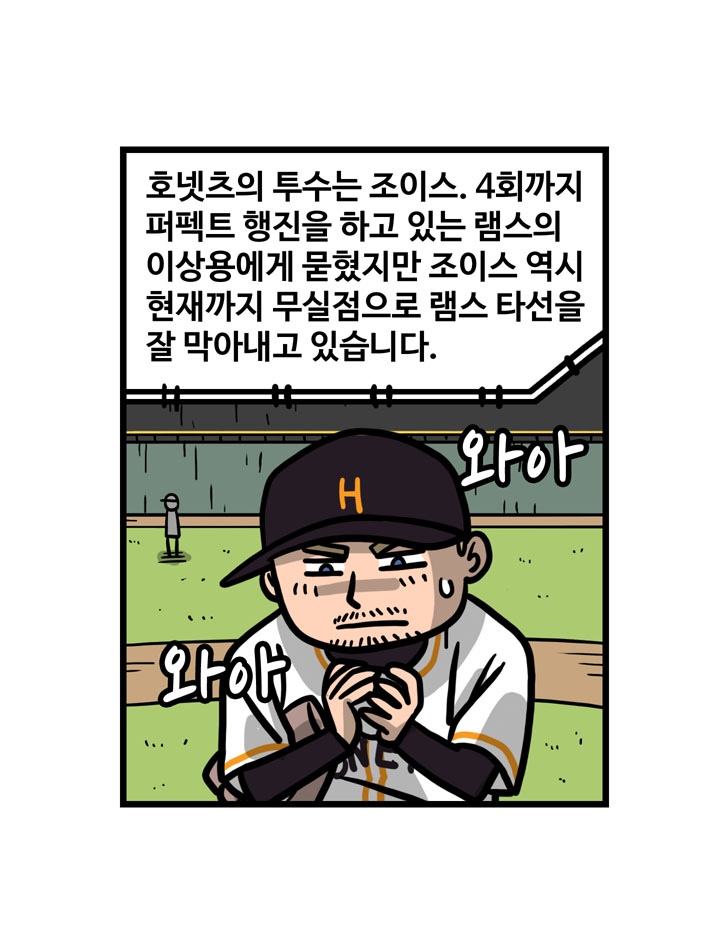 호넷츠의 투수는 조이스. 4회까지
퍼펙트 행진을 하고 있는 램스의
이상용에게 묻혔지만 조이스 역시
현재까지 무실점으로 램스 타선을
잘 막아내고 있습니다.
와아
H
와아